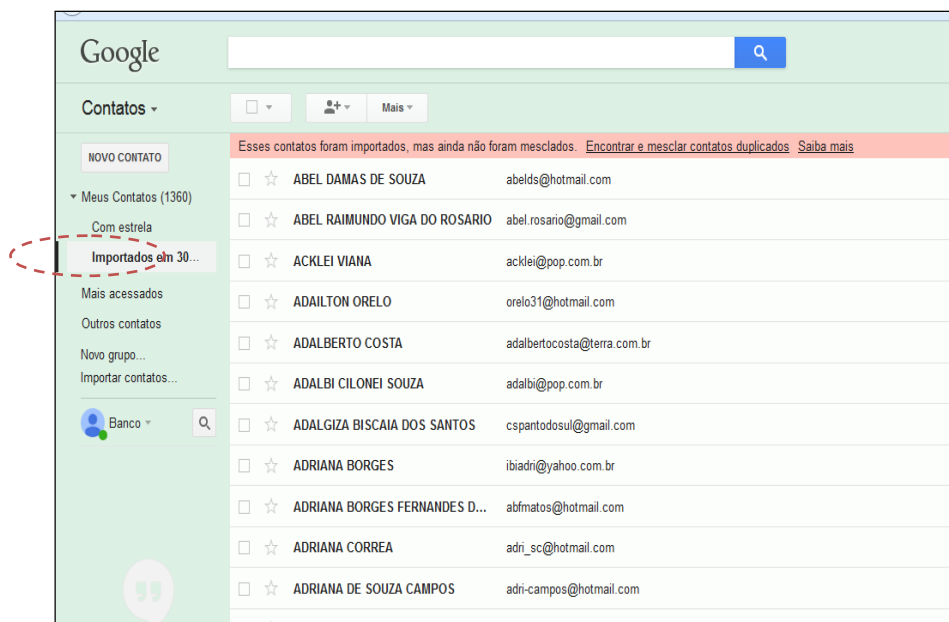 Google
Contatos
Mais
NOVO CONTATO
Meus Contatos (1360)
Com estrela
Importados em 30...
Mais acessados
Outros contatos
Novo grupo...
Importar contatos...
Banco
Esses contatos foram importados, mas ainda não foram mesclados. Encontrar e mesclar contatos duplicados Saiba mais
ABEL DAMAS DE SOUZA abelds@hotmail.com
ABEL RAIMUNDO VIGA DO ROSARIO abel.rosario@gmail.com
ACKLEI VIANA acklei@pop.com.br
ADAILTON ORELO orelo31@hotmail.com
ADALBERTO COSTA adalbertocosta@terra.com.br
ADALBI CILONEI SOUZA adalbi@pop.com.br
ADALGIZA BISCAIA DOS SANTOS cspantodosul@gmail.com
ADRIANA BORGES ibiadri@yahoo.com.br
ADRIANA BORGES FERNANDES D... abfmatos@hotmail.com
ADRIANA CORREA adri_sc@hotmail.com
ADRIANA DE SOUZA CAMPOS adri-campos@hotmail.com